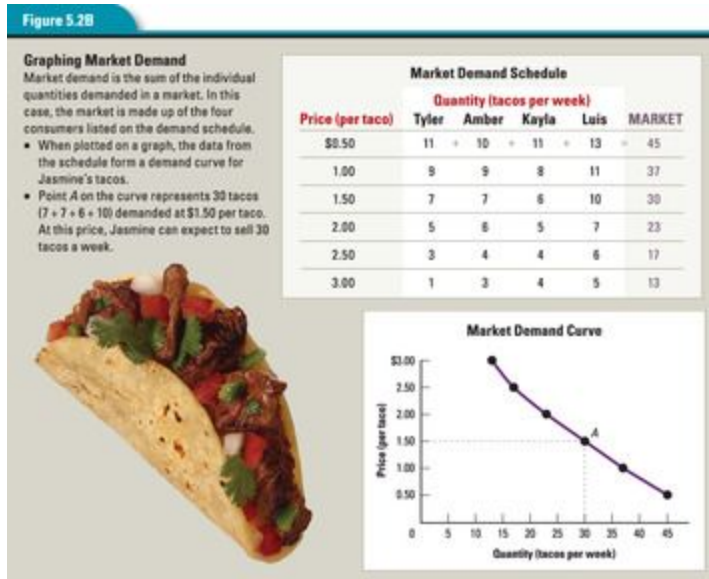 Figure 5.2B
Graphing Market Demand
Market demand is the sum of the individual
quantities demanded in a market. In this
case, the market is made up of the four
consumers listed on the demand schedule.
• When plotted on a graph, the data from
the schedule form a demand curve for
Jasmine's tacos.
• Point A on the curve represents 30 tacos
(7 + 7 + 6 + 10) demanded at $1.50 per taco.
At this price, Jasmine can expect to sell 30
tacos a week.
Market Demand Schedule
Quantity (tacos per week)
Price (per taco) Tyler Amber Kayla Luis MARKET
$0.50 11 + 10 + 11 + 13 = 45
1.00 9 9 8 11 37
1.50 7 7 6 10 30
2.00 5 6 5 7 23
2.50 3 4 4 6 17
3.00 1 3 4 5 13
Market Demand Curve
Price (per taco)
$3.00
2.50
2.00
1.50
1.00
0.50
A
0 5 10 15 20 25 30 35 40 45
Quantity (tacos per week)